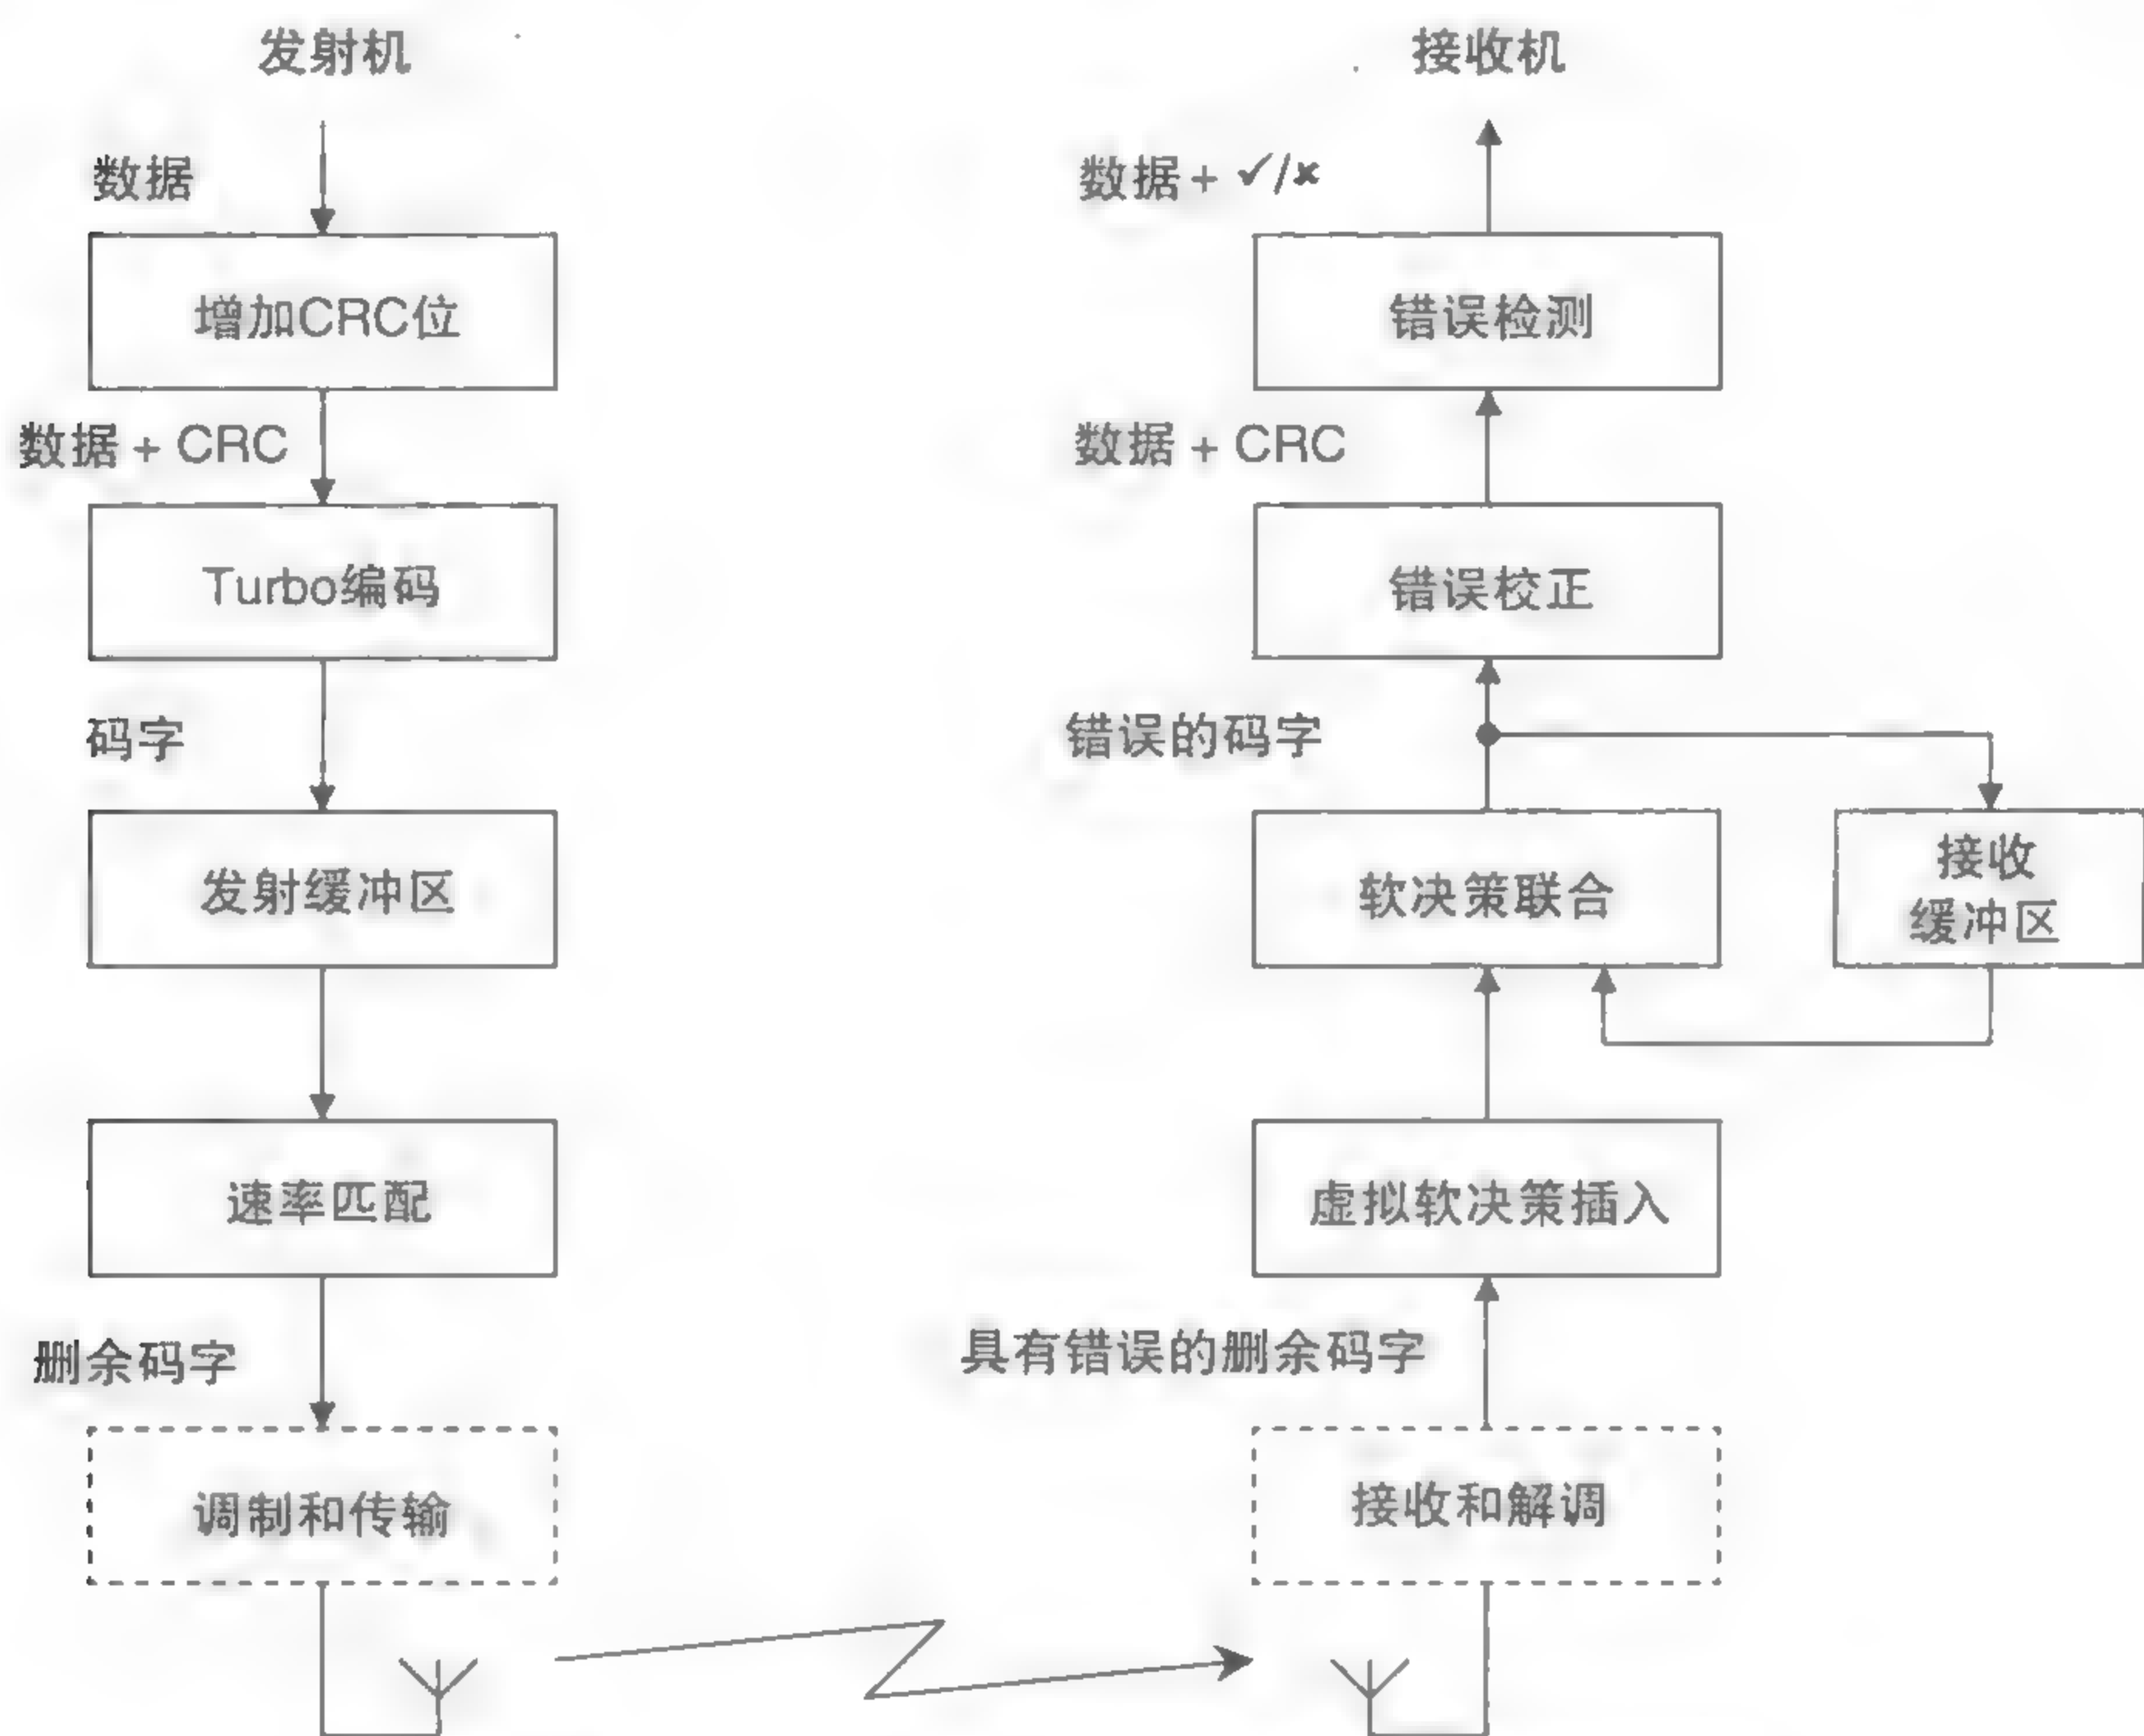 发射机
数据
增加CRC位
数据 + CRC
Turbo编码
码字
发射缓冲区
速率匹配
删余码字
调制和传输
接收机
数据 + ✓/×
错误检测
数据 + CRC
错误校正
错误的码字
软决策联合
接收
缓冲区
虚拟软决策插入
具有错误的删余码字
接收和解调